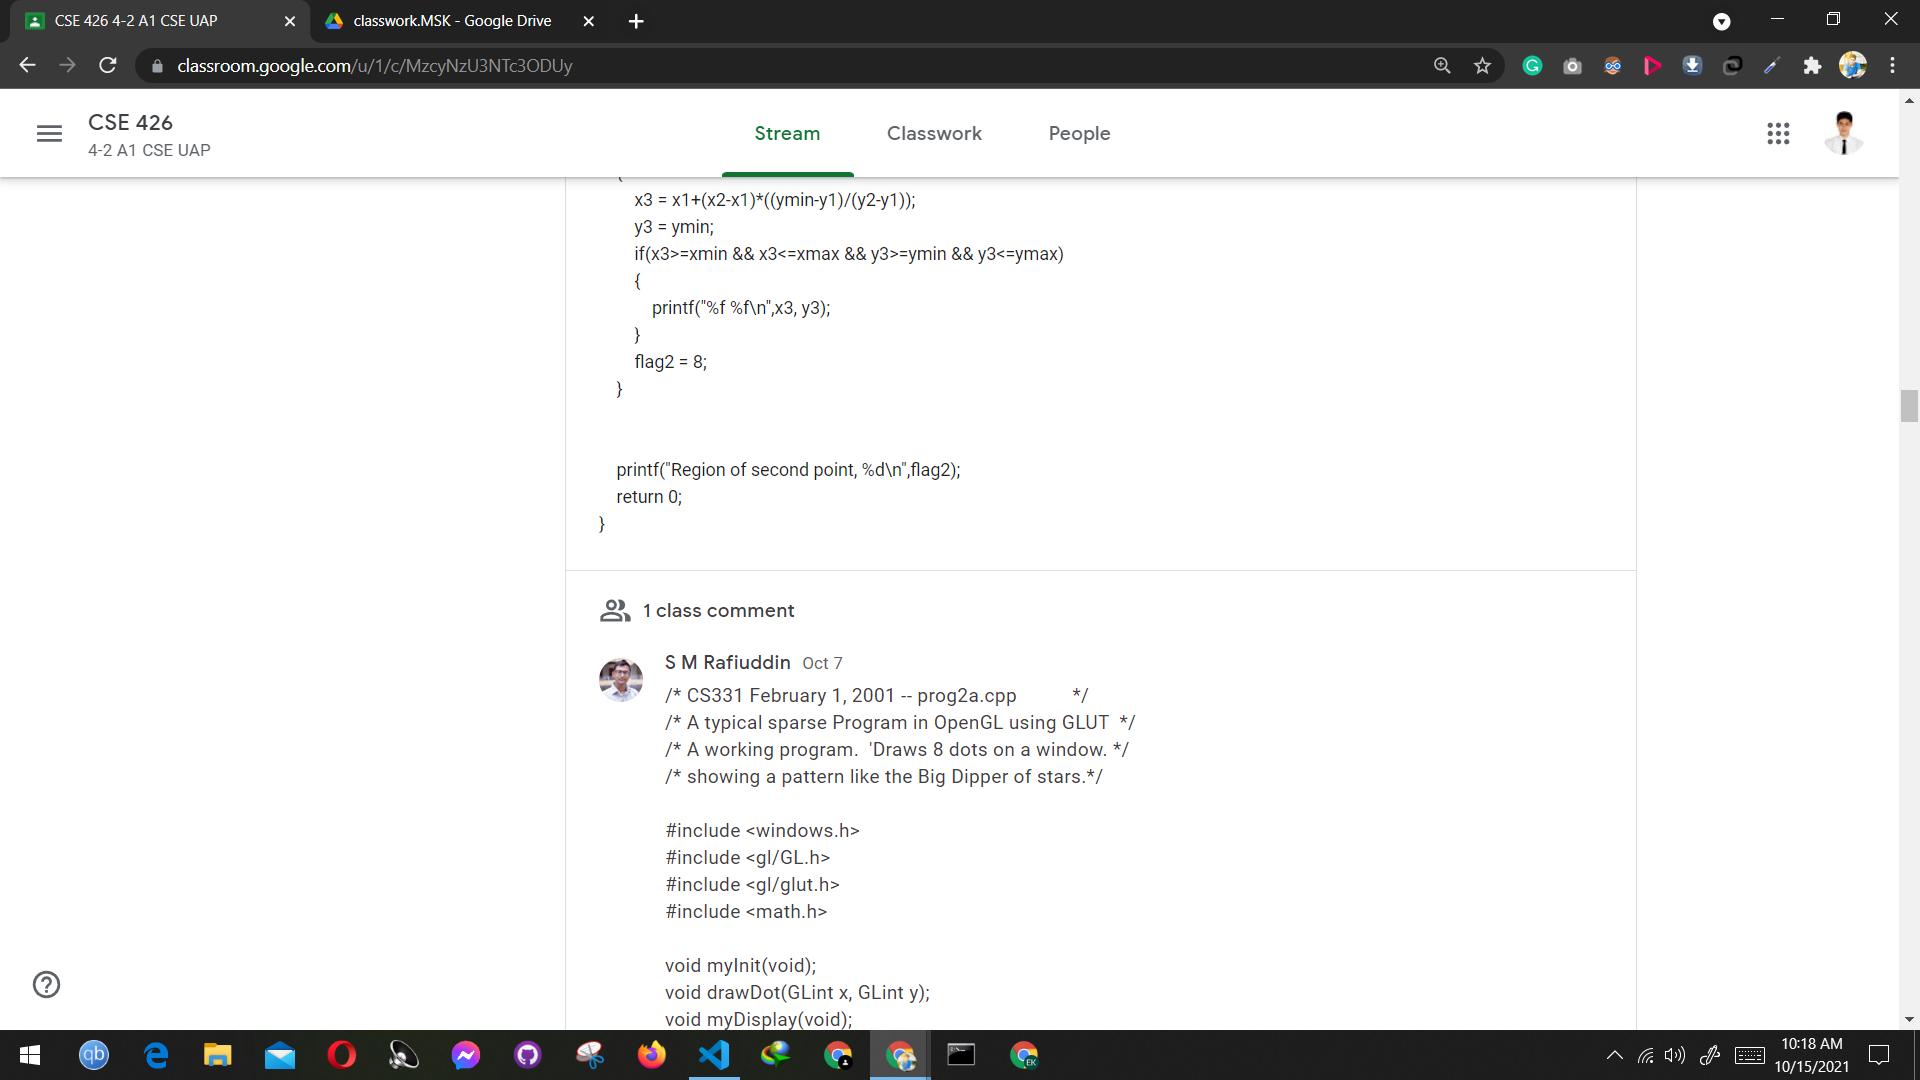 CSE 426 4-2 A1 CSE UAP
classwork.MSK - Google Drive
classroom.google.com/u/1/c/MzcyNzU3NTc3ODUy
CSE 426
4-2 A1 CSE UAP
Stream
Classwork
People
{
x3 = x1+(x2-x1)*((ymin-y1)/(y2-y1));
y3 = ymin;
if(x3>=xmin && x3<=xmax && y3>=ymin && y3<=ymax)
{
printf("%f %f\n",x3, y3);
}
flag2 = 8;
}
printf("Region of second point, %d\n",flag2);
return 0;
}
1 class comment
S M Rafiuddin Oct 7
/* CS331 February 1, 2001 -- prog2a.cpp */
/* A typical sparse Program in OpenGL using GLUT */
/* A working program. 'Draws 8 dots on a window. */
/* showing a pattern like the Big Dipper of stars.*/
#include <windows.h>
#include <gl/GL.h>
#include <gl/glut.h>
#include <math.h>
void myInit(void);
void drawDot(GLint x, GLint y);
void myDisplay(void);
qb
EK
10:18 AM
10/15/2021